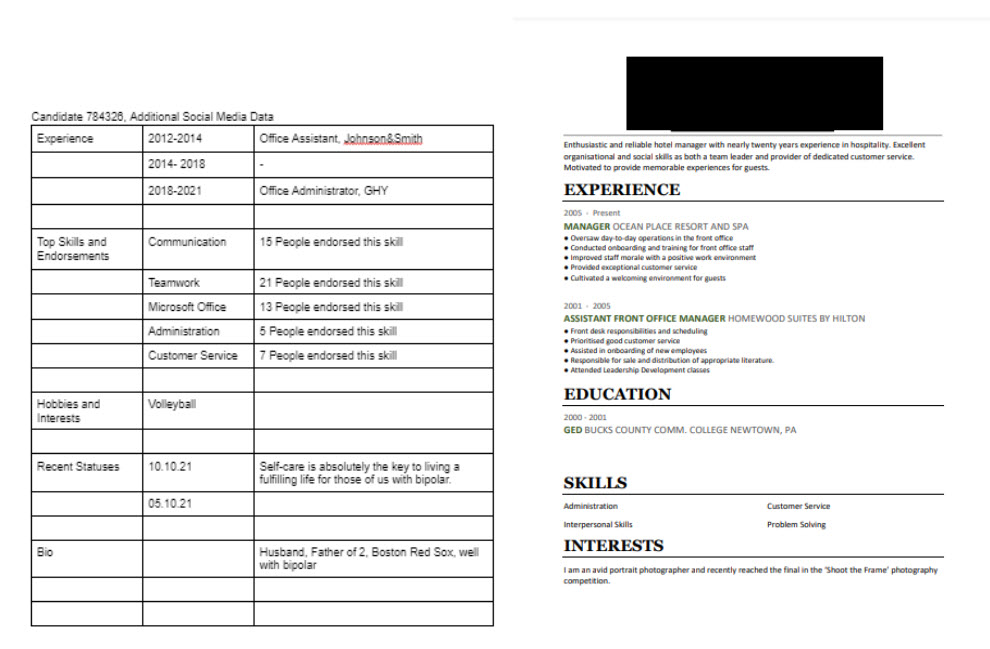 Candidate 784326, Additional Social Media Data
Experience 2012-2014 Office Assistant, Johnson&Smith
2014- 2018 -
2018-2021 Office Administrator, GHY
Top Skills and Communication 15 People endorsed this skill
Endorsements
Teamwork 21 People endorsed this skill
Microsoft Office 13 People endorsed this skill
Administration 5 People endorsed this skill
Customer Service 7 People endorsed this skill
Hobbies and Volleyball
Interests
Recent Statuses 10.10.21 Self-care is absolutely the key to living a
fulfilling life for those of us with bipolar.
05.10.21
Bio Husband, Father of 2, Boston Red Sox, well
with bipolar
Enthusiastic and reliable hotel manager with nearly twenty years experience in hospitality. Excellent
organisational and social skills as both a team leader and provider of dedicated customer service.
Motivated to provide memorable experiences for guests.
EXPERIENCE
2005 - Present
MANAGER OCEAN PLACE RESORT AND SPA
● Oversaw day-to-day operations in the front office
● Conducted onboarding and training for front office staff
● Improved staff morale with a positive work environment
● Provided exceptional customer service
● Cultivated a welcoming environment for guests
2001 - 2005
ASSISTANT FRONT OFFICE MANAGER HOMEWOOD SUITES BY HILTON
● Front desk responsibilities and scheduling
● Prioritised good customer service
● Assisted in onboarding of new employees
● Responsible for sale and distribution of appropriate literature.
● Attended Leadership Development classes
EDUCATION
2000 - 2001
GED BUCKS COUNTY COMM. COLLEGE NEWTOWN, PA
SKILLS
Administration Customer Service
Interpersonal Skills Problem Solving
INTERESTS
I am an avid portrait photographer and recently reached the final in the 'Shoot the Frame' photography
competition.